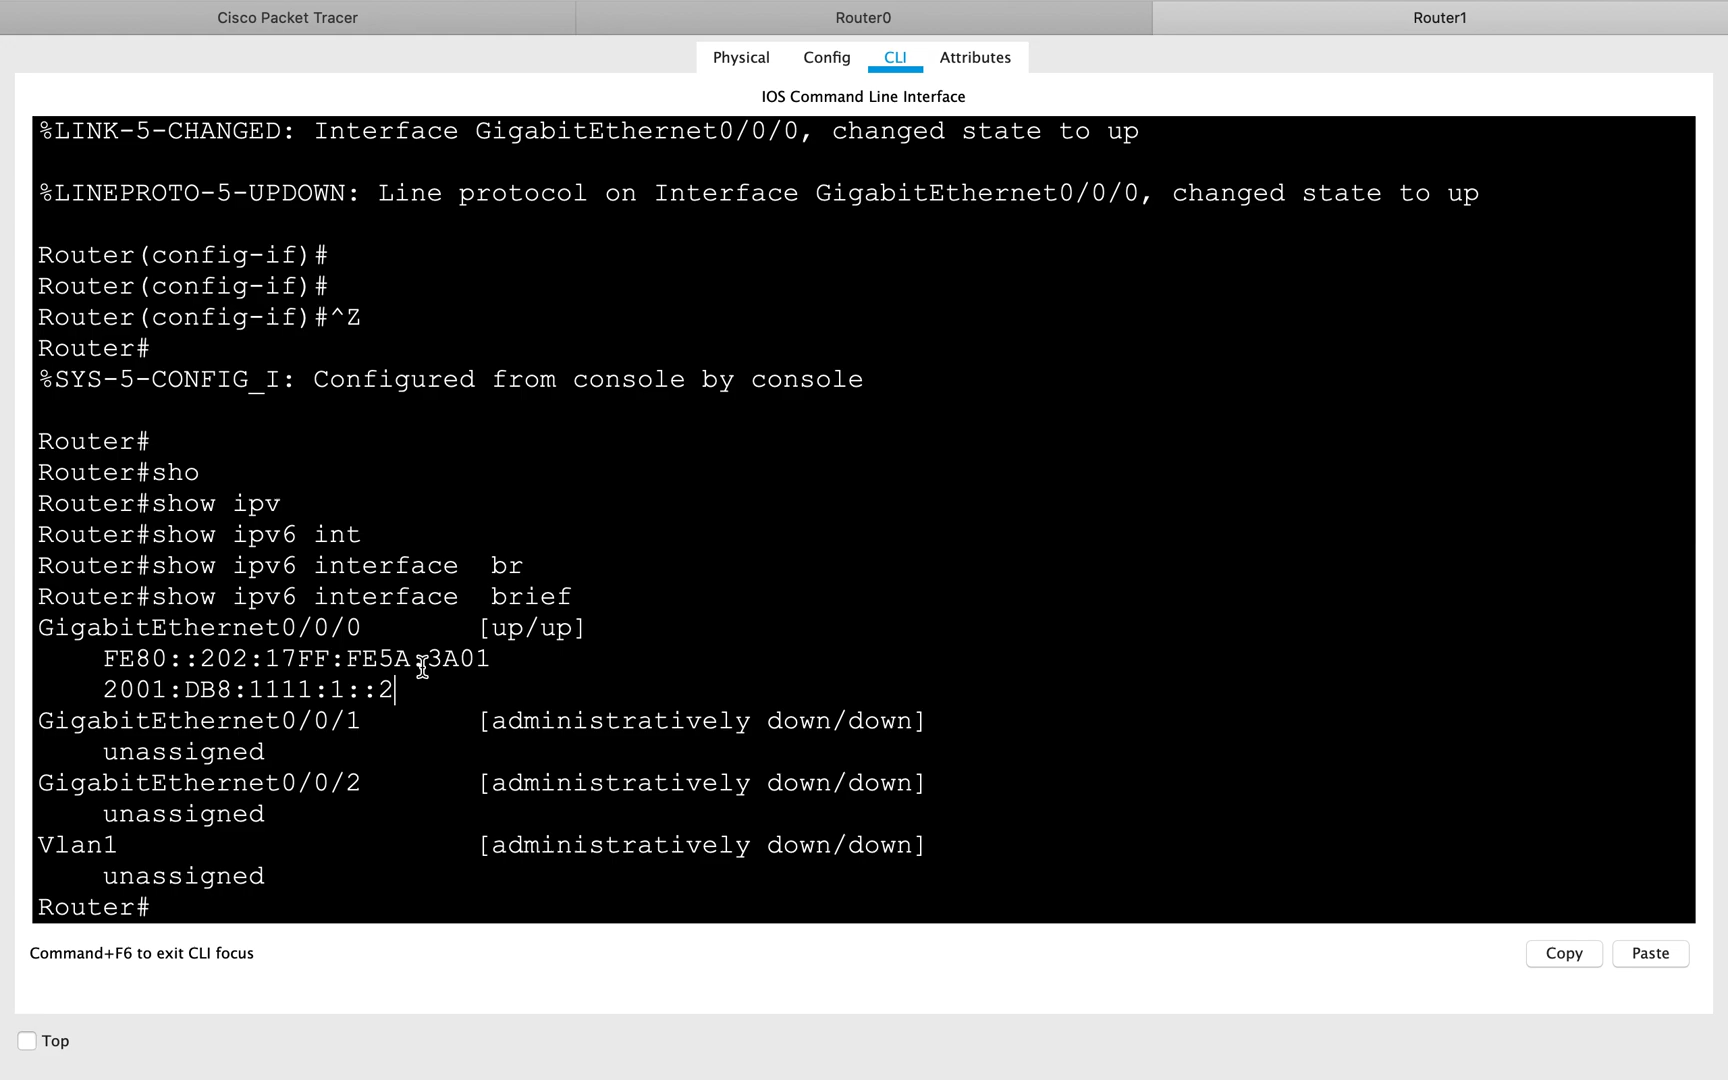 Cisco Packet Tracer Router0 Router1
Physical Config CLI Attributes
IOS Command Line Interface
%LINK-5-CHANGED: Interface GigabitEthernet0/0/0, changed state to up
%LINEPROTO-5-UPDOWN: Line protocol on Interface GigabitEthernet0/0/0, changed state to up
Router(config-if)#
Router(config-if)#
Router(config-if)#^Z
Router#
%SYS-5-CONFIG_I: Configured from console by console
Router#
Router#sho
Router#show ipv
Router#show ipv6 int
Router#show ipv6 interface  br
Router#show ipv6 interface  brief
GigabitEthernet0/0/0 [up/up]
FE80::202:17FF:FE5A:3A01
2001:DB8:1111:1::2
GigabitEthernet0/0/1 [administratively down/down]
unassigned
GigabitEthernet0/0/2 [administratively down/down]
unassigned
Vlan1 [administratively down/down]
unassigned
Router#
Command+F6 to exit CLI focus Copy Paste
Top